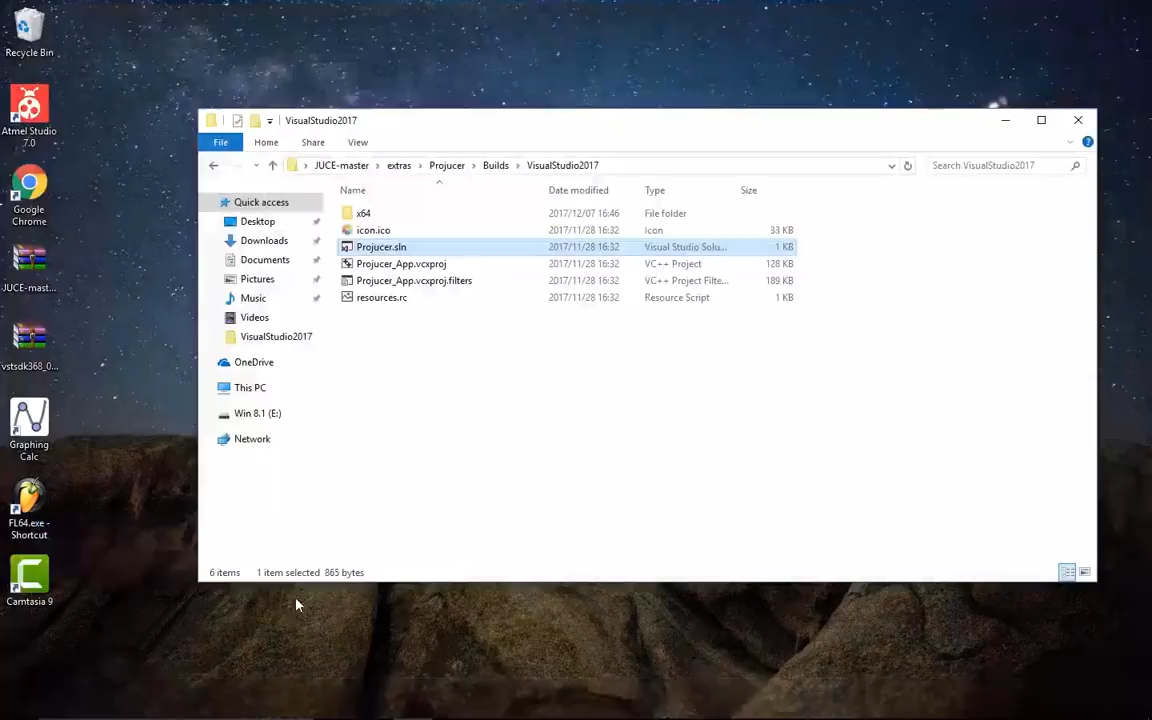 Recycle Bin
Atmel Studio
7.0
Google
Chrome
JUCE-mast...
vstsdk368_0...
Graphing
Calc
FL64.exe -
Shortcut
Camtasia 9
VisualStudio2017
File Home Share View
JUCE-master extras Projucer Builds VisualStudio2017
Search VisualStudio2017
Name Date modified Type Size
Quick access
Desktop
Downloads
Documents
Pictures
Music
Videos
VisualStudio2017
OneDrive
This PC
Win 8.1 (E:)
Network
x64 2017/12/07 16:46 File folder
icon.ico 2017/11/28 16:32 Icon 33 KB
Projucer.sln 2017/11/28 16:32 Visual Studio Solu... 1 KB
Projucer_App.vcxproj 2017/11/28 16:32 VC++ Project 128 KB
Projucer_App.vcxproj.filters 2017/11/28 16:32 VC++ Project Filte... 189 KB
resources.rc 2017/11/28 16:32 Resource Script 1 KB
6 items 1 item selected 865 bytes